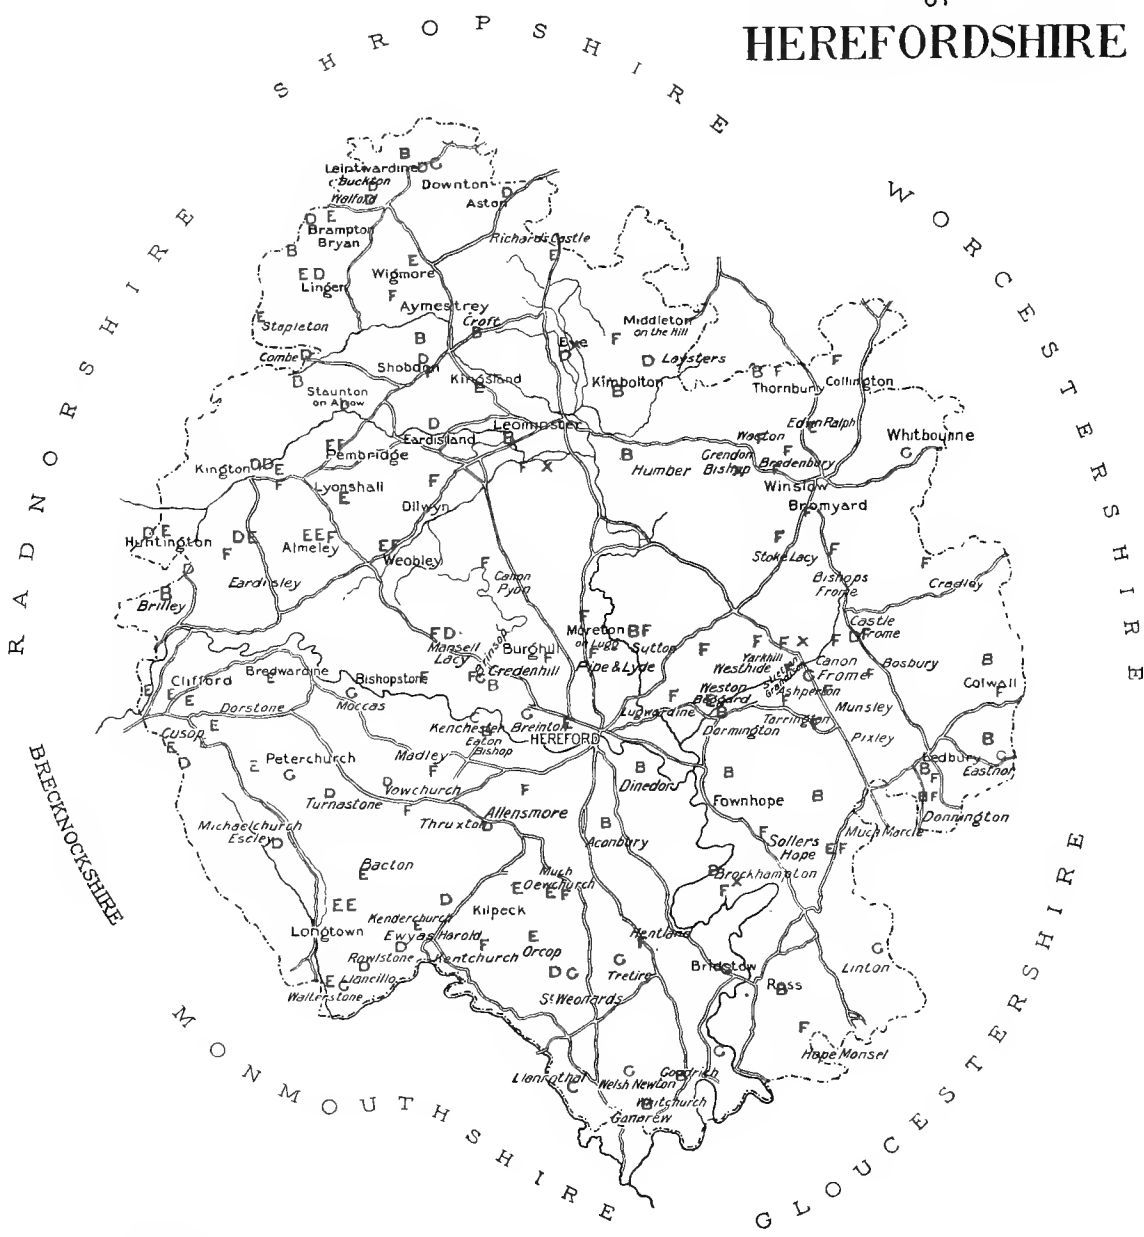 HEREFORDSHIRE
SHROPSHIRE
WORCESTERSHIRE
RADNORSHIRE
BRECKNOCKSHIRE
MONMOUTHSHIRE
GLOUCESTERSHIRE
B
Leintwardine D G
Buckton
D
Downton
D
Walford D
Aston
D E
Brampton
Bryan
Richards Castle
E
B
E D
Linger
E
Wigmore
F
Aymestrey
Croft
B
E
Stapleton
Middleton
on the Hill
F
Eye
D
D Laysters
Combe D
B
B
D
Shobdon
F
Kingsland
E
Kimbolton
B
B F
Thornbury
F
Collington
Staunton
on Arrow
D
D
Eardisland
Leominster
B
Edwin Ralph
E
Whitbourne
G
EF
Pembridge
Wacton
F
F
Grendon
Bishop
Bredenbury
F
Winslow
B
Humber
F X
Kington D D E
F
Lyonshall
E
F
Dilwyn
Bromyard
F
D E
Huntington
D E
F
E E F
Almeley
E F
Weobley
F
Stoke Lacy
F
Bishops
Frome
F
Cradley
D
B
Brilley
Eardisley
F
Canon
Pyon
F
Castle
Frome
F D F
Moreton
on Lugg
B F
Sutton
F D
Mansell
Lacy
Brinsop
Burghill
F
F
Pipe & Lyde
F
F F X
Yarkhill
Westhide
Canon
Frome
G F
Bosbury
B
Colwall
F
Stretton
Grandison
Ashperton
F
Clifford
E
E
E
Bredwardine
E
Bishopstone
F
F G
B
Credenhill
Weston
Beggard
F
Lugwardine
B
Dormington
F
Tarrington
G
Munsley
Pixley
Dorstone
G
Moccas
G
Kenchester
B
Eaton
Bishop
G
Breinton
F
HEREFORD
E
Cusop
E
D
E
Peterchurch
G
Madley
F
B
Dinedor
B
Ledbury
B
F
B
G
Eastnor
D
Turnastone
D
Vowchurch
F
F
Allensmore
Thruxton
D
Fownhope
B
B F
Donnington
Much Marcle
E F
F
Sollers
Hope
Michaelchurch
Escley D
B
Aconbury
Bacton
E
Much
Dewchurch
E
E F
B
Brockhampton
F X
E E
Longtown
D
Kilpeck
Kenderchurch
E
Ewyas Harold
D
Rowlstone
D
F
Kentchurch
E
Orcop
Hentland
F
G
Tretire
Bridstow
G
Ross
B
G
Linton
E G
Llancillo
Walterstone
D G
St Weonards
F
Hope Mansel
G
Llanrothal
G
G
Welsh Newton
Goodrich
B
Whitchurch
B
Ganarew